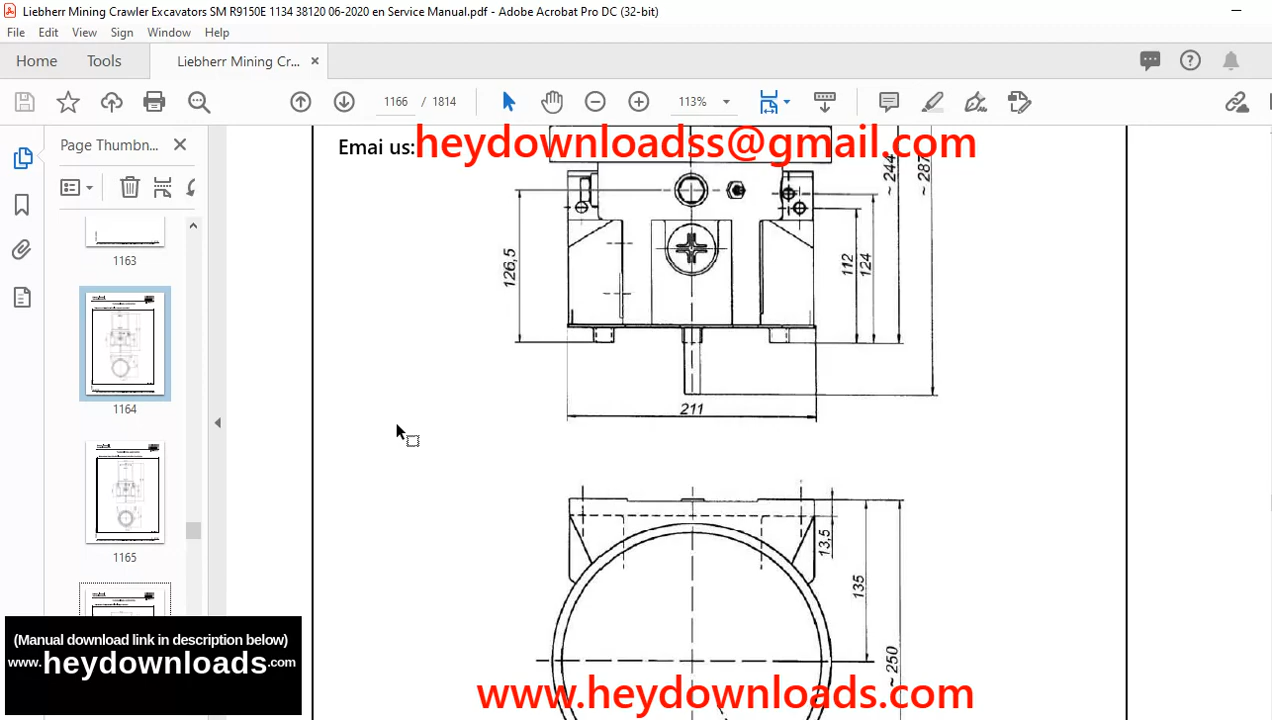 Liebherr Mining Crawler Excavators SM R9150E 1134 38120 06-2020 en Service Manual.pdf - Adobe Acrobat Pro DC (32-bit)
File Edit View Sign Window Help
Home Tools Liebherr Mining Cr... ×
1166 / 1814 113%
Page Thumbn...
Emai us:heydownloadss@gmail.com
~ 244
~ 287
126,5
112
124
211
13,5
135
~ 250
1163
1164
1165
(Manual download link in description below)
www.heydownloads.com
www.heydownloads.com